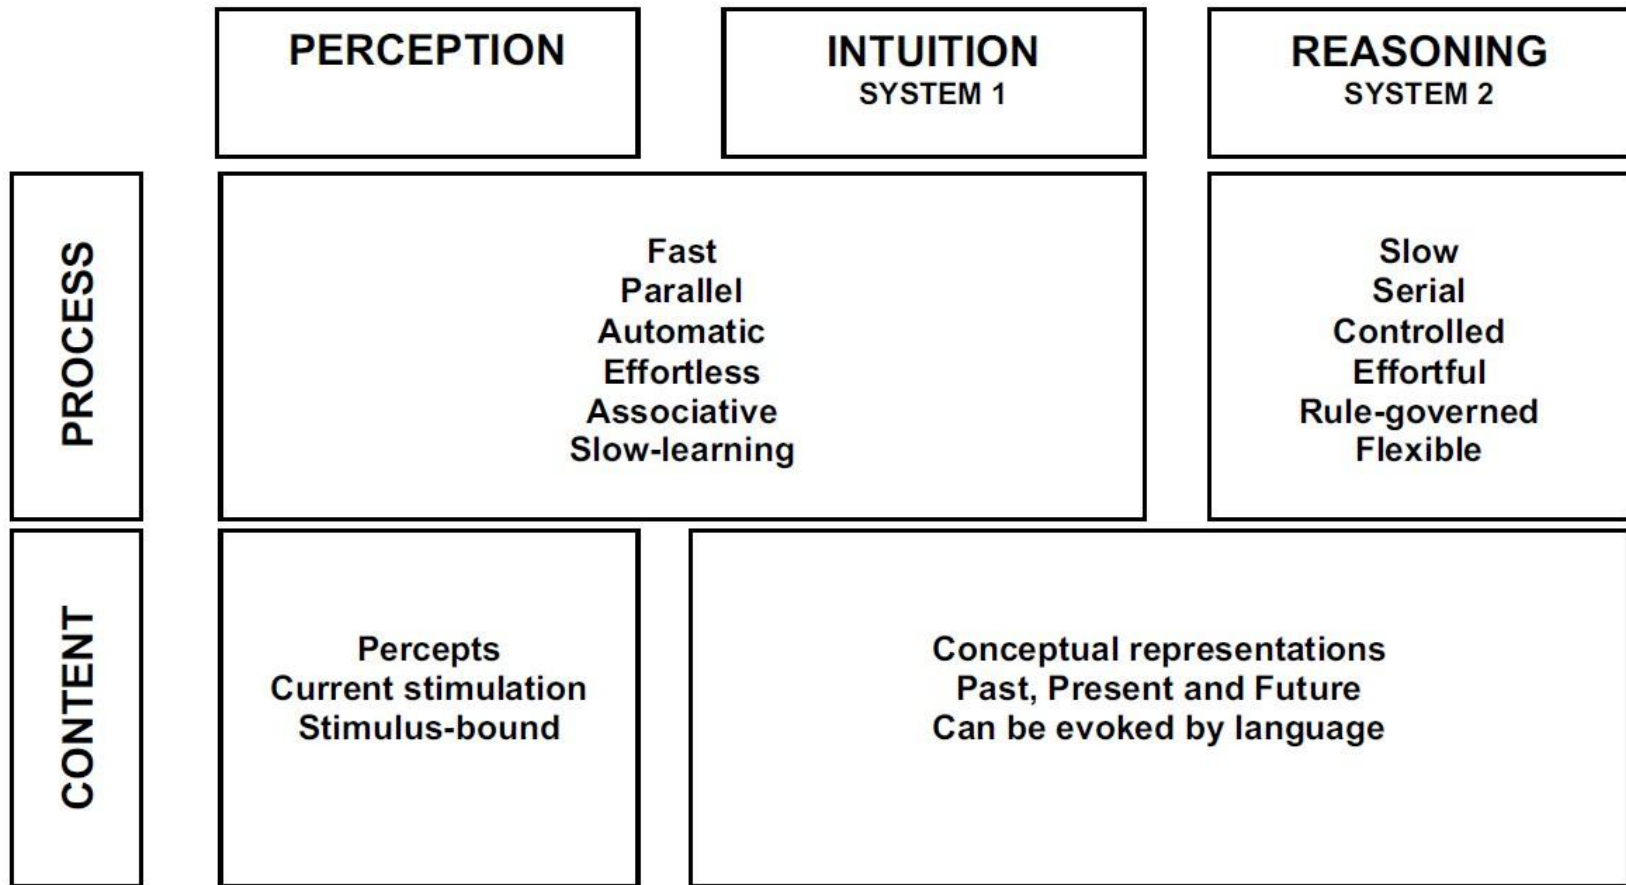 PERCEPTION
INTUITION
SYSTEM 1
REASONING
SYSTEM 2
PROCESS
Fast
Parallel
Automatic
Effortless
Associative
Slow-learning
Slow
Serial
Controlled
Effortful
Rule-governed
Flexible
CONTENT
Percepts
Current stimulation
Stimulus-bound
Conceptual representations
Past, Present and Future
Can be evoked by language